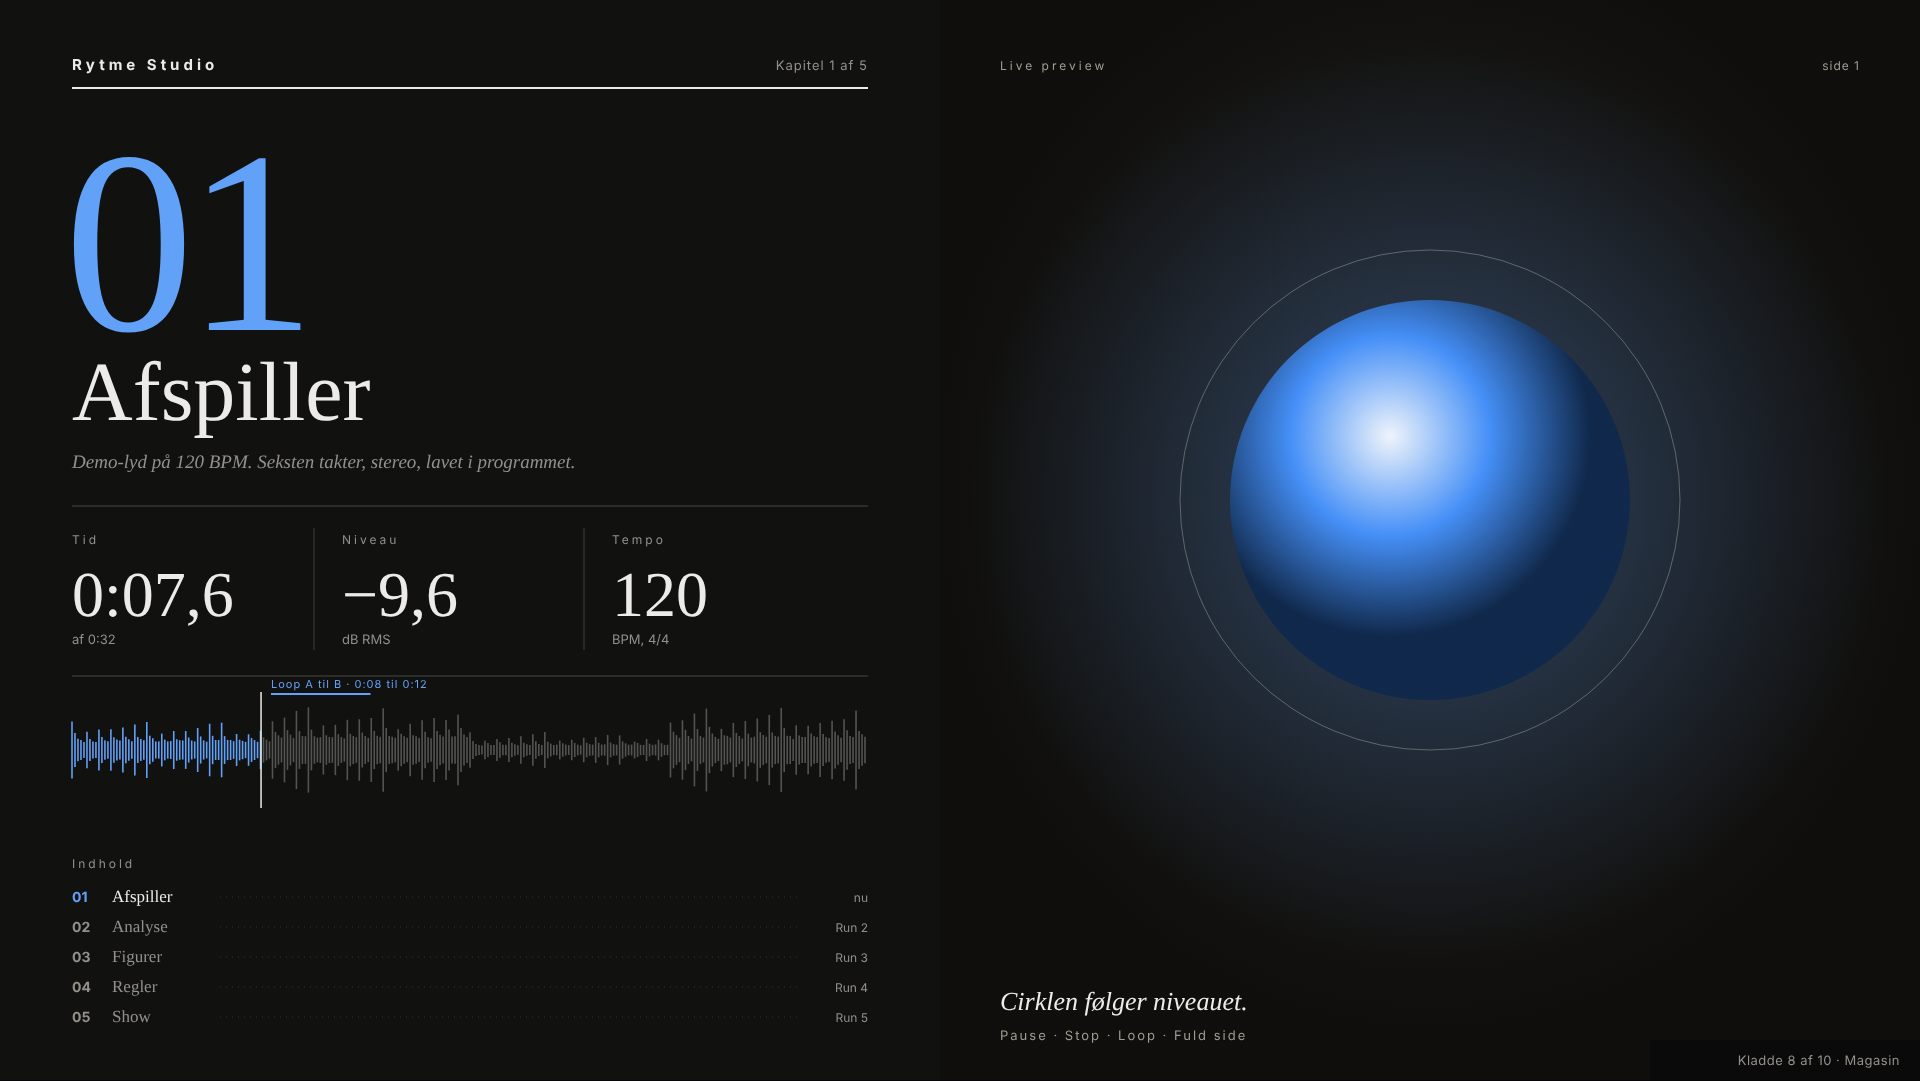 Rytme Studio
Kapitel 1 af 5
01
Afspiller
Demo-lyd på 120 BPM. Seksten takter, stereo, lavet i programmet.
Tid
0:07,6
af 0:32
Niveau
−9,6
dB RMS
Tempo
120
BPM, 4/4
Loop A til B · 0:08 til 0:12
Indhold
01 Afspiller nu
02 Analyse Run 2
03 Figurer Run 3
04 Regler Run 4
05 Show Run 5
Live preview
side 1
Cirklen følger niveauet.
Pause · Stop · Loop · Fuld side
Kladde 8 af 10 · Magasin